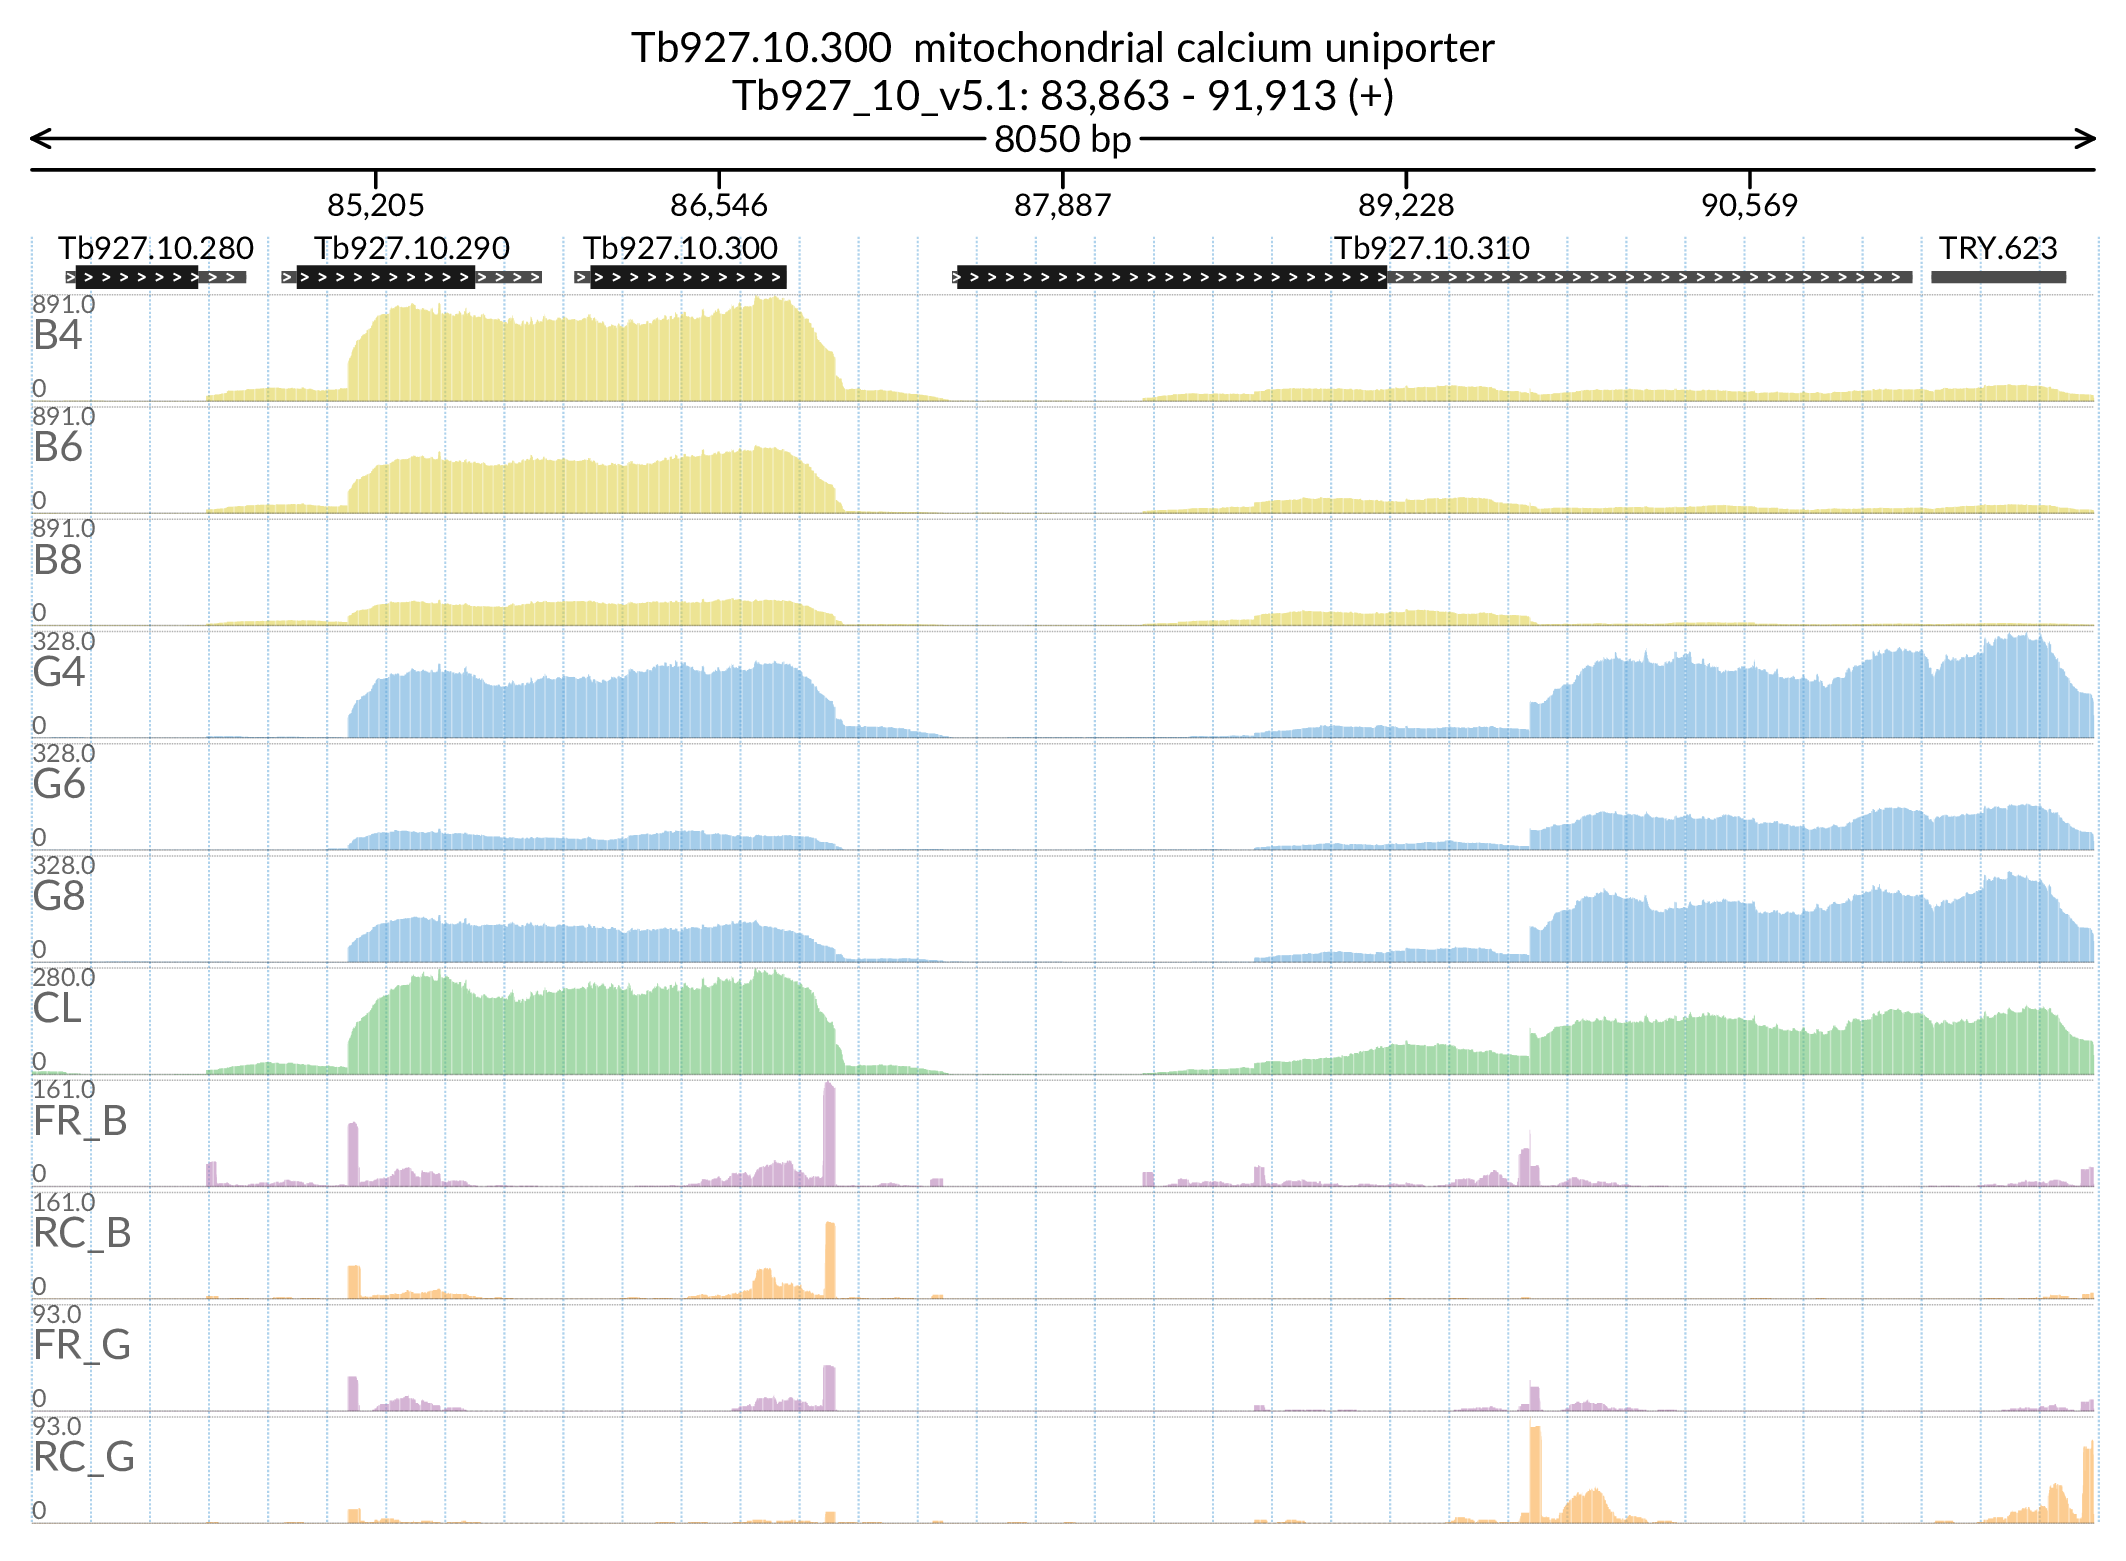 Tb927.10.300  mitochondrial calcium uniporter
Tb927_10_v5.1: 83,863 - 91,913 (+)
8050 bp
85,205 86,546 87,887 89,228 90,569
Tb927.10.280 Tb927.10.290 Tb927.10.300 Tb927.10.310 TRY.623
891.0
B4
0
891.0
B6
0
891.0
B8
0
328.0
G4
0
328.0
G6
0
328.0
G8
0
280.0
CL
0
161.0
FR_B
0
161.0
RC_B
0
93.0
FR_G
0
93.0
RC_G
0